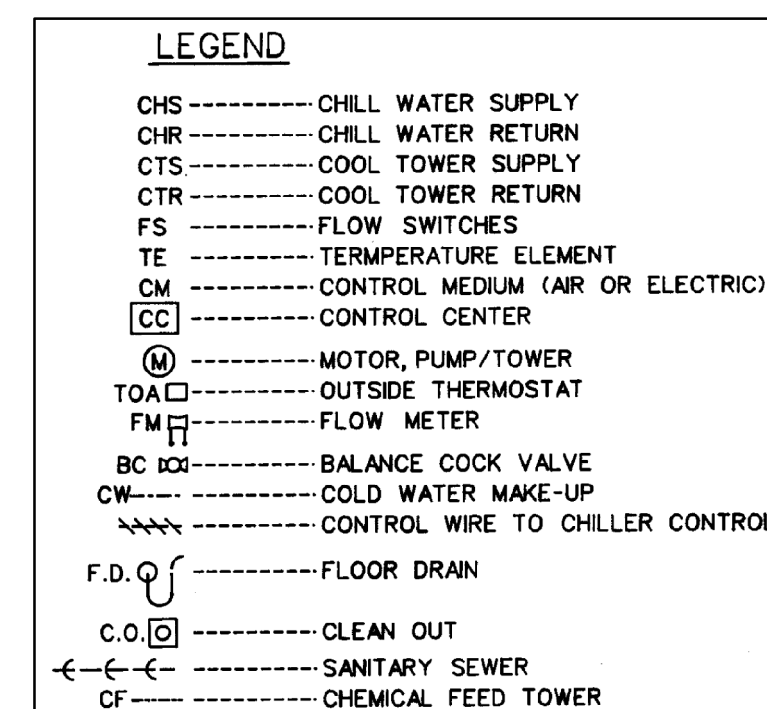 LEGEND
CHS ---------- CHILL WATER SUPPLY
CHR ---------- CHILL WATER RETURN
CTS ---------- COOL TOWER SUPPLY
CTR ---------- COOL TOWER RETURN
FS ---------- FLOW SWITCHES
TE ---------- TERMPERATURE ELEMENT
CM ---------- CONTROL MEDIUM (AIR OR ELECTRIC)
CC ---------- CONTROL CENTER
M ---------- MOTOR, PUMP/TOWER
TOA ---------- OUTSIDE THERMOSTAT
FM ---------- FLOW METER
BC ---------- BALANCE COCK VALVE
CW ---------- COLD WATER MAKE-UP
CONTROL WIRE TO CHILLER CONTROL
F.D. ---------- FLOOR DRAIN
C.O. ---------- CLEAN OUT
SANITARY SEWER
CF ---------- CHEMICAL FEED TOWER